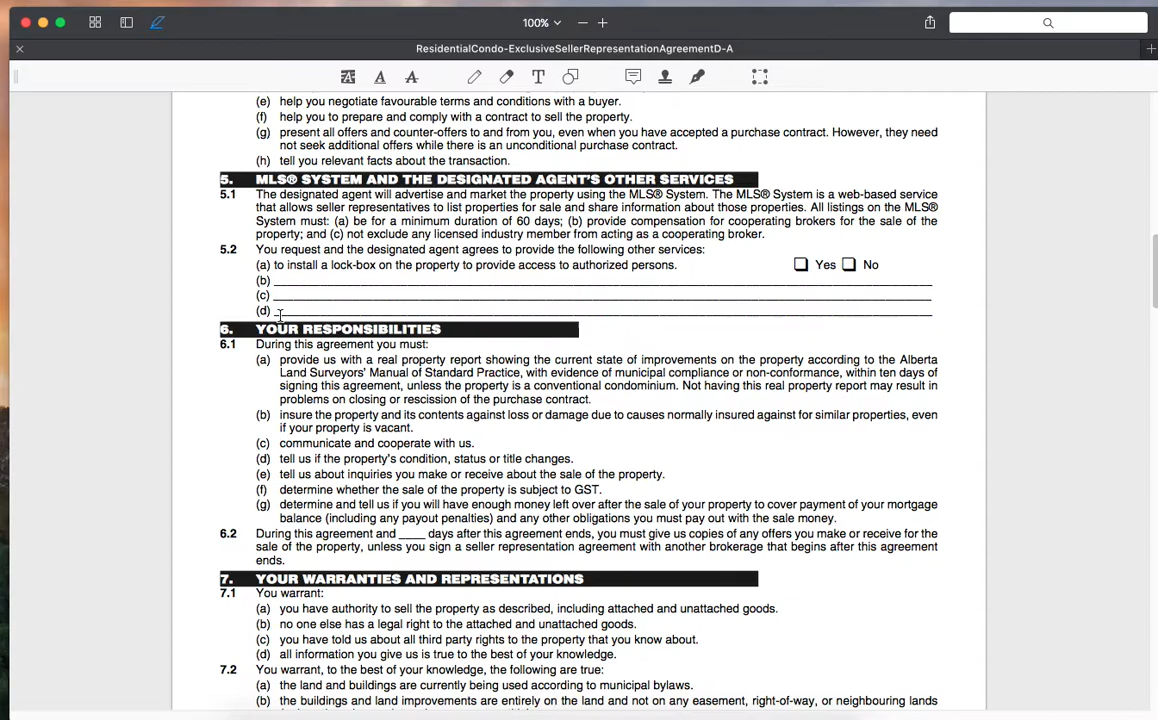 100%
ResidentialCondo-ExclusiveSellerRepresentationAgreementD-A
(e) help you negotiate favourable terms and conditions with a buyer.
(f) help you to prepare and comply with a contract to sell the property.
(g) present all offers and counter-offers to and from you, even when you have accepted a purchase contract. However, they need
not seek additional offers while there is an unconditional purchase contract.
(h) tell you relevant facts about the transaction.
5. MLS® SYSTEM AND THE DESIGNATED AGENT'S OTHER SERVICES
5.1 The designated agent will advertise and market the property using the MLS® System. The MLS® System is a web-based service
that allows seller representatives to list properties for sale and share information about those properties. All listings on the MLS®
System must: (a) be for a minimum duration of 60 days; (b) provide compensation for cooperating brokers for the sale of the
property; and (c) not exclude any licensed industry member from acting as a cooperating broker.
5.2 You request and the designated agent agrees to provide the following other services:
(a) to install a lock-box on the property to provide access to authorized persons. Yes No
(b)
(c)
(d)
6. YOUR RESPONSIBILITIES
6.1 During this agreement you must:
(a) provide us with a real property report showing the current state of improvements on the property according to the Alberta
Land Surveyors' Manual of Standard Practice, with evidence of municipal compliance or non-conformance, within ten days of
signing this agreement, unless the property is a conventional condominium. Not having this real property report may result in
problems on closing or rescission of the purchase contract.
(b) insure the property and its contents against loss or damage due to causes normally insured against for similar properties, even
if your property is vacant.
(c) communicate and cooperate with us.
(d) tell us if the property's condition, status or title changes.
(e) tell us about inquiries you make or receive about the sale of the property.
(f) determine whether the sale of the property is subject to GST.
(g) determine and tell us if you will have enough money left over after the sale of your property to cover payment of your mortgage
balance (including any payout penalties) and any other obligations you must pay out with the sale money.
6.2 During this agreement and ____ days after this agreement ends, you must give us copies of any offers you make or receive for the
sale of the property, unless you sign a seller representation agreement with another brokerage that begins after this agreement
ends.
7. YOUR WARRANTIES AND REPRESENTATIONS
7.1 You warrant:
(a) you have authority to sell the property as described, including attached and unattached goods.
(b) no one else has a legal right to the attached and unattached goods.
(c) you have told us about all third party rights to the property that you know about.
(d) all information you give us is true to the best of your knowledge.
7.2 You warrant, to the best of your knowledge, the following are true:
(a) the land and buildings are currently being used according to municipal bylaws.
(b) the buildings and land improvements are entirely on the land and not on any easement, right-of-way, or neighbouring lands